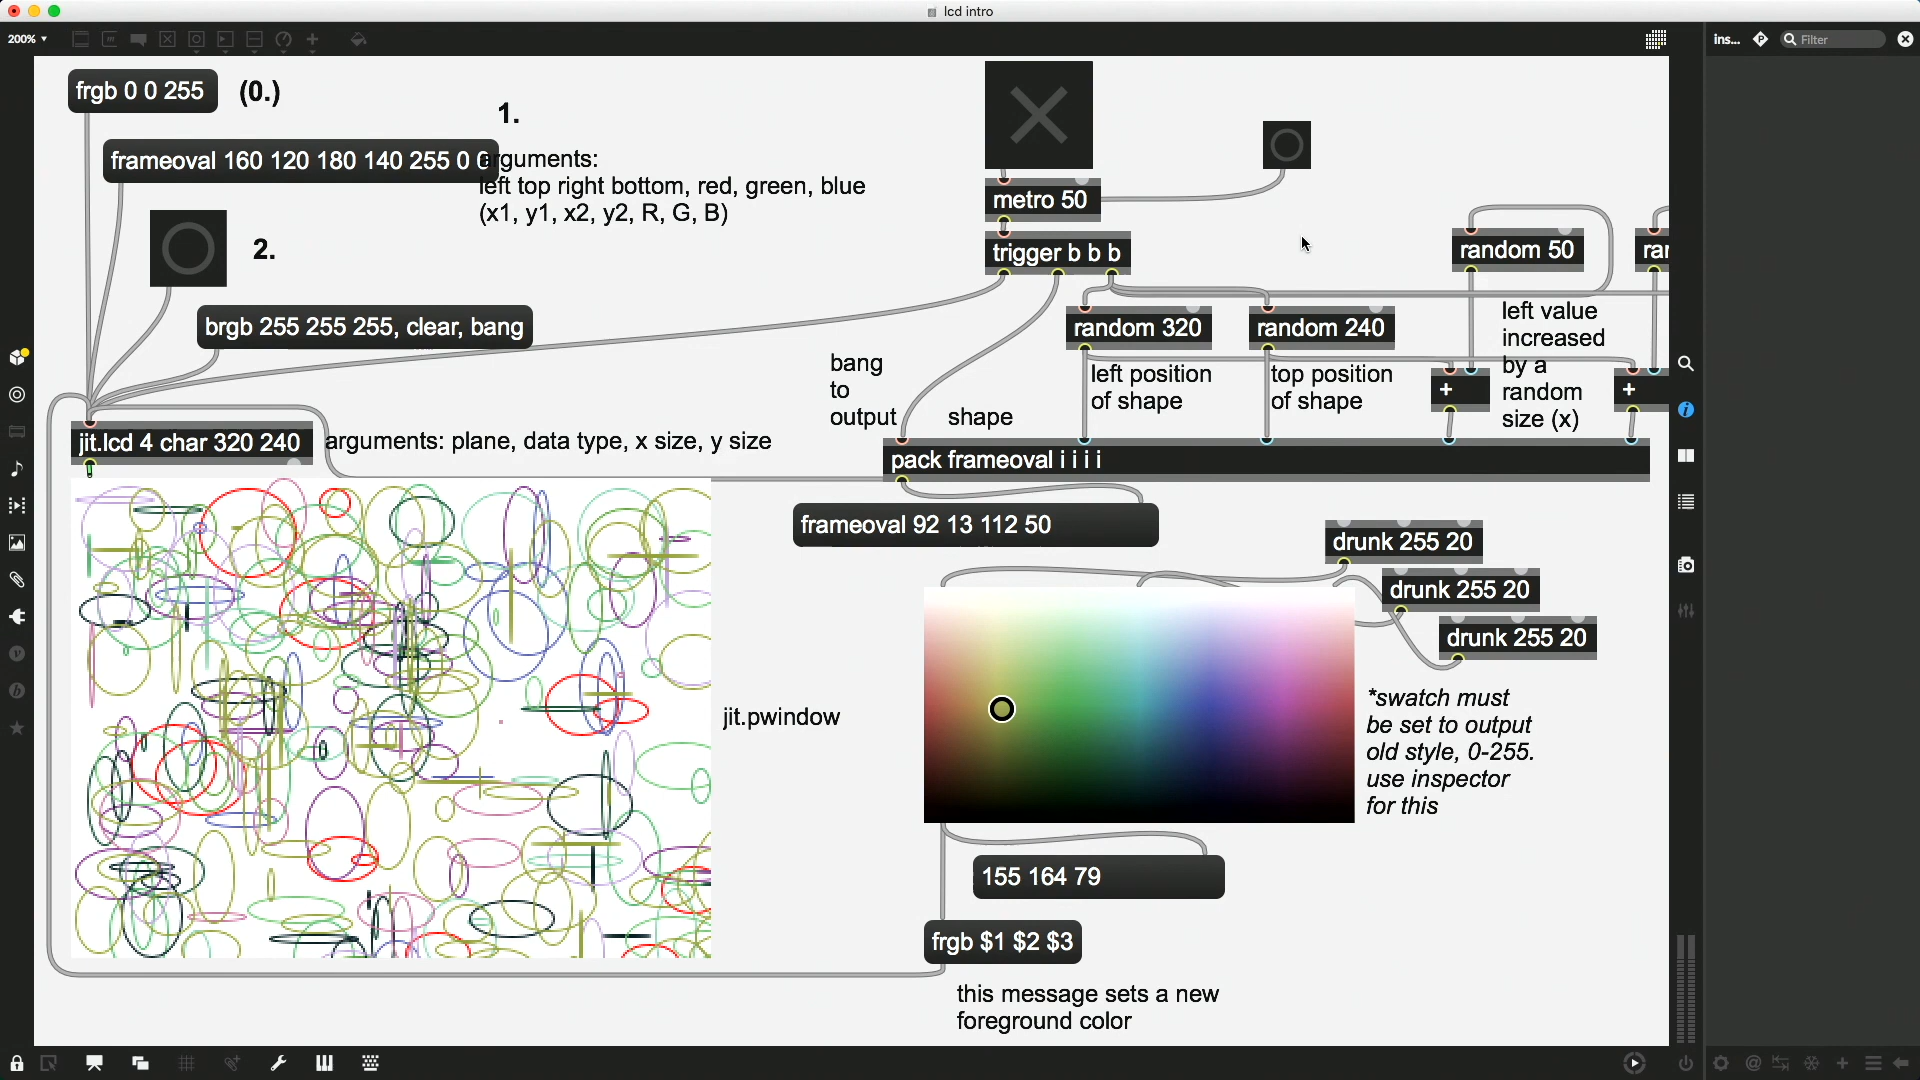 lcd intro
200%
ins...
Filter
frgb 0 0 255
(0.)
1.
frameoval 160 120 180 140 255 0 0
arguments:
left top right bottom, red, green, blue
(x1, y1, x2, y2, R, G, B)
2.
metro 50
trigger b b b
random 50
brgb 255 255 255, clear, bang
random 320
random 240
left value
increased
by a
random
size (x)
bang
to
output
left position
of shape
top position
of shape
+
+
shape
jit.lcd 4 char 320 240
arguments: plane, data type, x size, y size
pack frameoval i i i i
frameoval 92 13 112 50
drunk 255 20
drunk 255 20
drunk 255 20
jit.pwindow
*swatch must
be set to output
old style, 0-255.
use inspector
for this
155 164 79
frgb $1 $2 $3
this message sets a new
foreground color